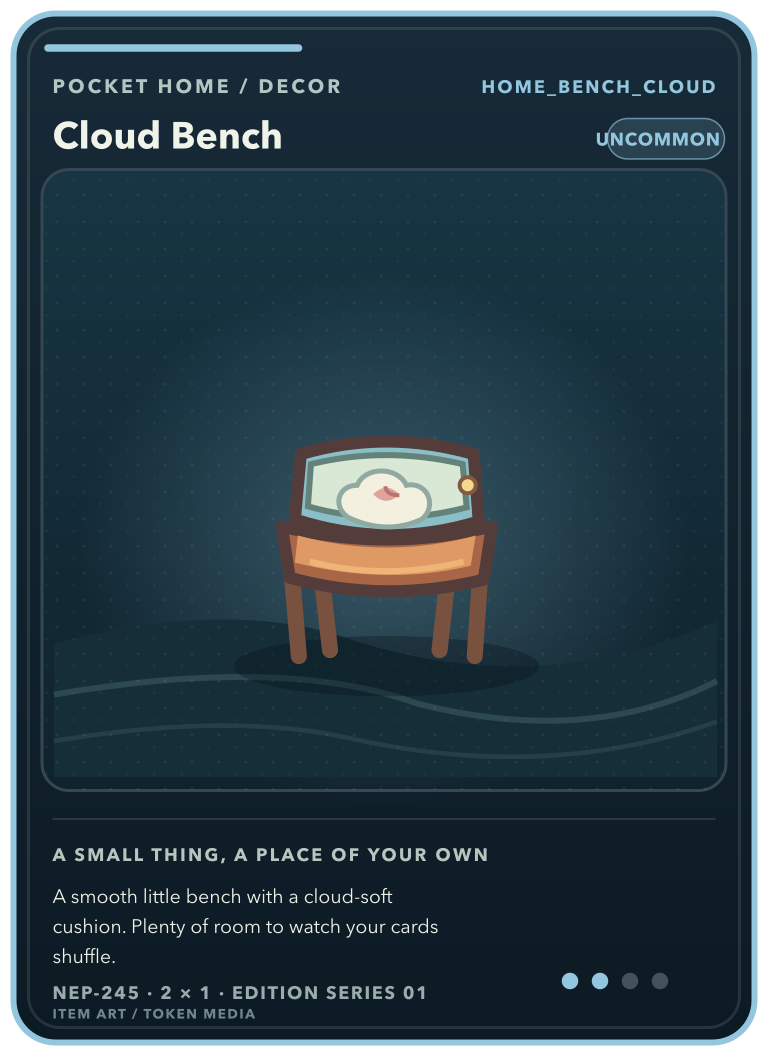 POCKET HOME / DECOR
HOME_BENCH_CLOUD
Cloud Bench
UNCOMMON
A SMALL THING, A PLACE OF YOUR OWN
A smooth little bench with a cloud-soft
cushion. Plenty of room to watch your cards
shuffle.
NEP-245 · 2 × 1 · EDITION SERIES 01
ITEM ART / TOKEN MEDIA